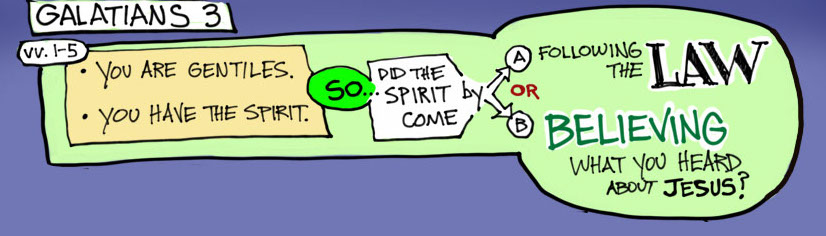 GALATIANS 3
vv. 1-5
• YOU ARE GENTILES.
• YOU HAVE THE SPIRIT.
SO...
DID THE
SPIRIT
COME
by
A
FOLLOWING
THE LAW
OR
B
BELIEVING
WHAT YOU HEARD
ABOUT JESUS?